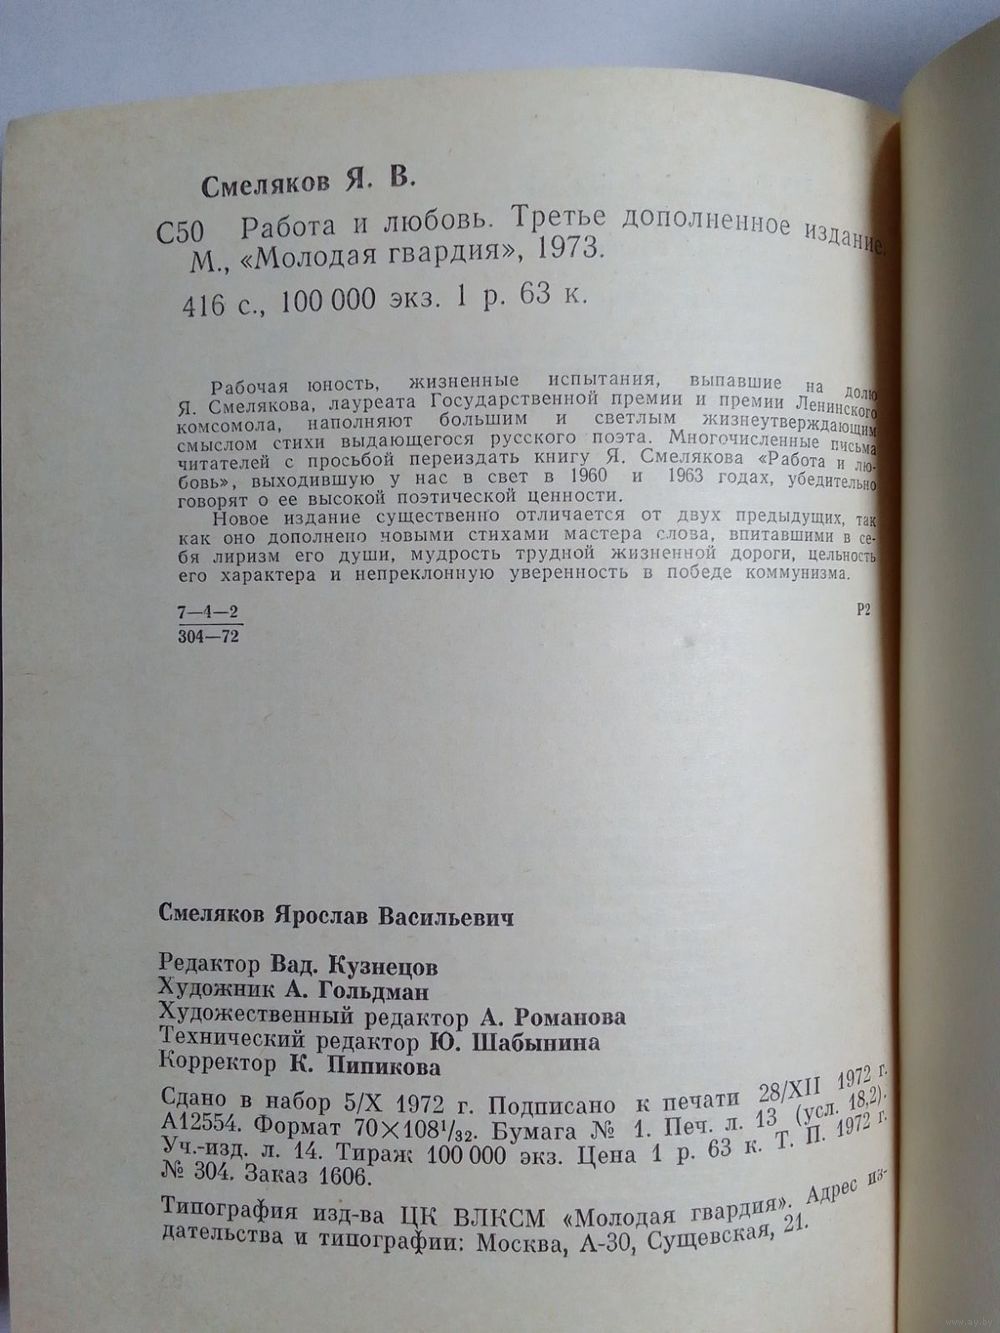 Смеляков Я. В.
С50 Работа и любовь. Третье дополненное издание.
М., «Молодая гвардия», 1973.
416 с., 100 000 экз. 1 р. 63 к.
Рабочая юность, жизненные испытания, выпавшие на долю
Я. Смелякова, лауреата Государственной премии и премии Ленинского
комсомола, наполняют большим и светлым жизнеутверждающим
смыслом стихи выдающегося русского поэта. Многочисленные письма
читателей с просьбой переиздать книгу Я. Смелякова «Работа и лю-
бовь», выходившую у нас в свет в 1960 и 1963 годах, убедительно
говорят о ее высокой поэтической ценности.
Новое издание существенно отличается от двух предыдущих, так
как оно дополнено новыми стихами мастера слова, впитавшими в се-
бя лиризм его души, мудрость трудной жизненной дороги, цельность
его характера и непреклонную уверенность в победе коммунизма.
7—4—2
304—72
Р2
Смеляков Ярослав Васильевич
Редактор Вад. Кузнецов
Художник А. Гольдман
Художественный редактор А. Романова
Технический редактор Ю. Шабынина
Корректор К. Пипикова
Сдано в набор 5/X 1972 г. Подписано к печати 28/XII 1972 г.
А12554. Формат 70×108¹/₃₂. Бумага № 1. Печ. л. 13 (усл. 18,2).
Уч.-изд. л. 14. Тираж 100 000 экз. Цена 1 р. 63 к. Т. П. 1972 г.
№ 304. Заказ 1606.
Типография изд-ва ЦК ВЛКСМ «Молодая гвардия». Адрес из-
дательства и типографии: Москва, А-30, Сущевская, 21.
www.ay.by